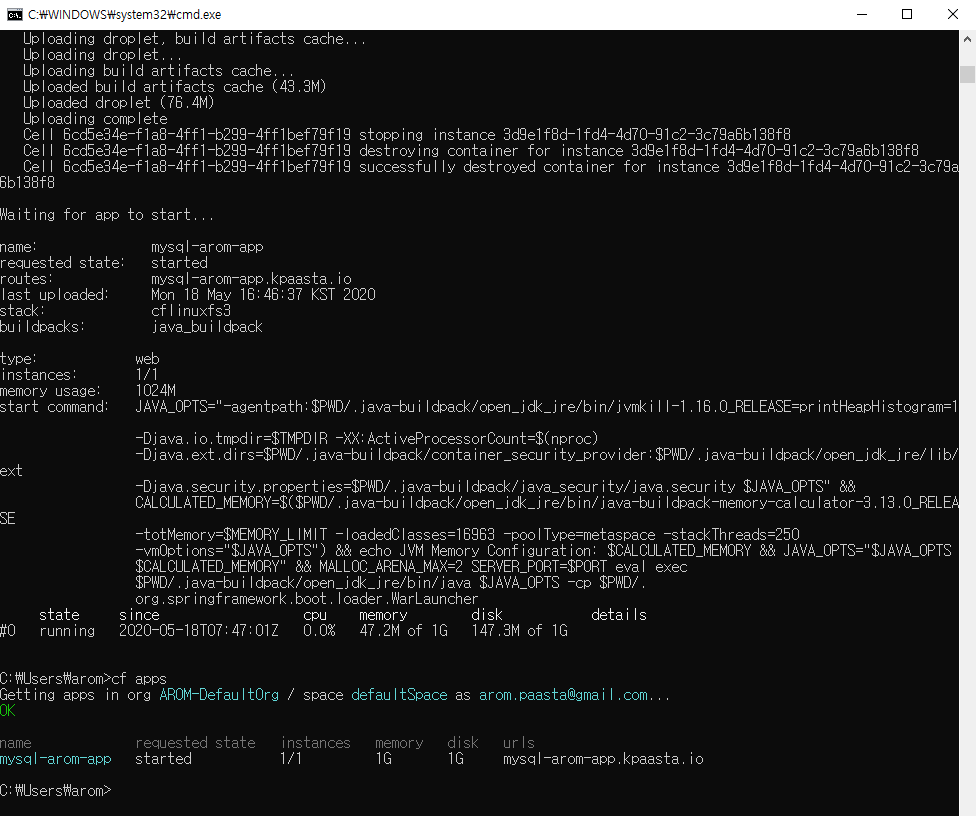 C:₩WINDOWS₩system32₩cmd.exe
Uploading droplet, build artifacts cache...
Uploading droplet...
Uploading build artifacts cache...
Uploaded build artifacts cache (43.3M)
Uploaded droplet (76.4M)
Uploading complete
Cell 6cd5e34e-f1a8-4ff1-b299-4ff1bef79f19 stopping instance 3d9e1f8d-1fd4-4d70-91c2-3c79a6b138f8
Cell 6cd5e34e-f1a8-4ff1-b299-4ff1bef79f19 destroying container for instance 3d9e1f8d-1fd4-4d70-91c2-3c79a6b138f8
Cell 6cd5e34e-f1a8-4ff1-b299-4ff1bef79f19 successfully destroyed container for instance 3d9e1f8d-1fd4-4d70-91c2-3c79a
6b138f8
Waiting for app to start...
name: mysql-arom-app
requested state: started
routes: mysql-arom-app.kpaasta.io
last uploaded: Mon 18 May 16:46:37 KST 2020
stack: cflinuxfs3
buildpacks: java_buildpack
type: web
instances: 1/1
memory usage: 1024M
start command: JAVA_OPTS="-agentpath:$PWD/.java-buildpack/open_jdk_jre/bin/jvmkill-1.16.0_RELEASE=printHeapHistogram=1
-Djava.io.tmpdir=$TMPDIR -XX:ActiveProcessorCount=$(nproc)
-Djava.ext.dirs=$PWD/.java-buildpack/container_security_provider:$PWD/.java-buildpack/open_jdk_jre/lib/
ext
-Djava.security.properties=$PWD/.java-buildpack/java_security/java.security $JAVA_OPTS" &&
CALCULATED_MEMORY=$($PWD/.java-buildpack/open_jdk_jre/bin/java-buildpack-memory-calculator-3.13.0_RELEA
SE
-totMemory=$MEMORY_LIMIT -loadedClasses=16963 -poolType=metaspace -stackThreads=250
-vmOptions="$JAVA_OPTS") && echo JVM Memory Configuration: $CALCULATED_MEMORY && JAVA_OPTS="$JAVA_OPTS
$CALCULATED_MEMORY" && MALLOC_ARENA_MAX=2 SERVER_PORT=$PORT eval exec
$PWD/.java-buildpack/open_jdk_jre/bin/java $JAVA_OPTS -cp $PWD/.
org.springframework.boot.loader.WarLauncher
state since cpu memory disk details
#0 running 2020-05-18T07:47:01Z 0.0% 47.2M of 1G 147.3M of 1G
C:₩Users₩arom>cf apps
Getting apps in org AROM-DefaultOrg / space defaultSpace as arom.paasta@gmail.com...
OK
name requested state instances memory disk urls
mysql-arom-app started 1/1 1G 1G mysql-arom-app.kpaasta.io
C:₩Users₩arom>